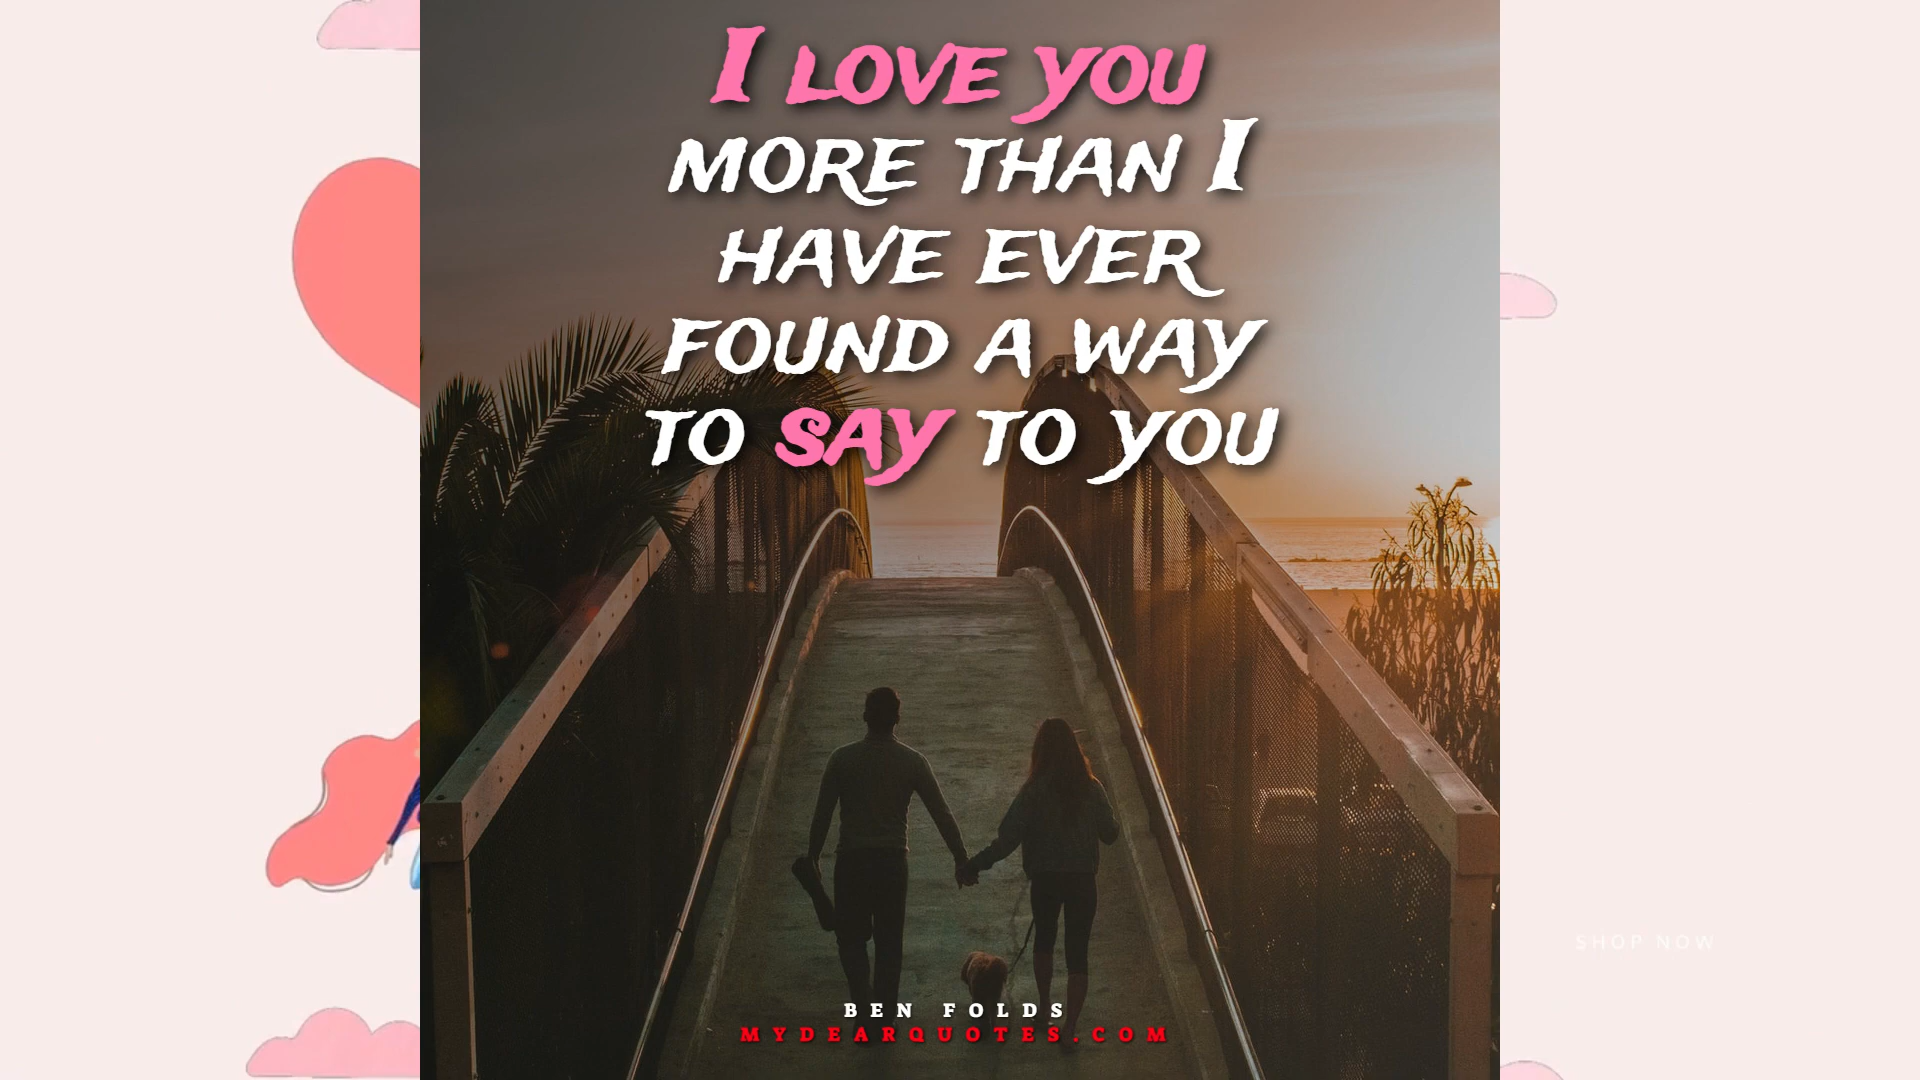 I LOVE YOU
MORE THAN I
HAVE EVER
FOUND A WAY
TO SAY TO YOU
SHOP NOW
BEN FOLDS
MYDEARQUOTES.COM